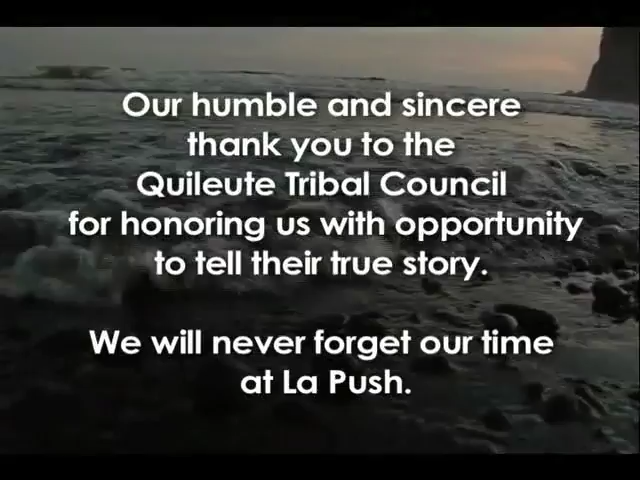 Our humble and sincere
thank you to the
Quileute Tribal Council
for honoring us with opportunity
to tell their true story.
We will never forget our time
at La Push.